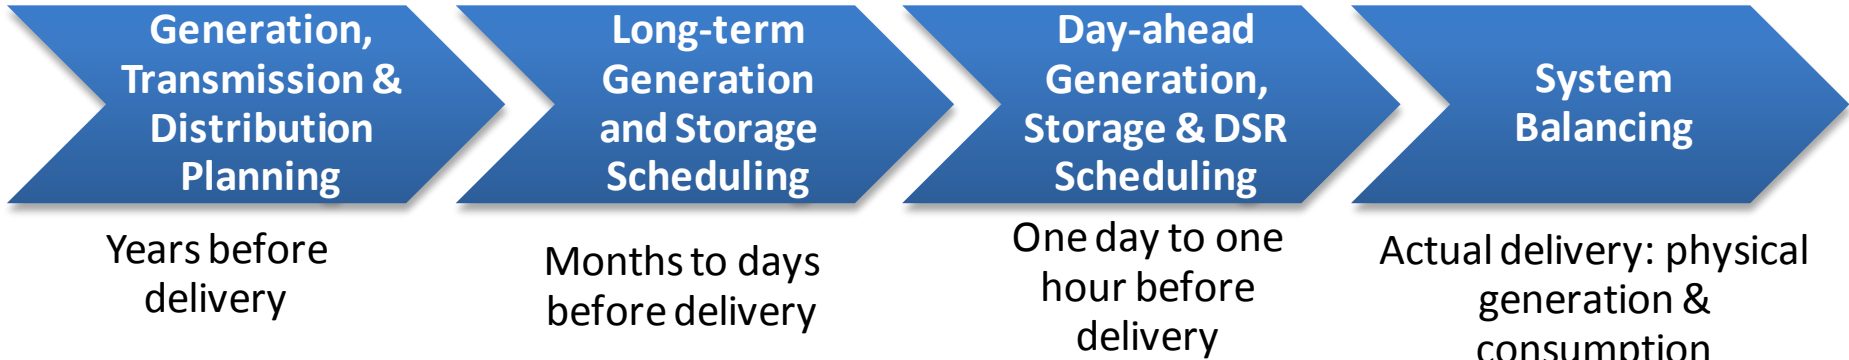 Generation,
Transmission &
Distribution
Planning
Years before
delivery
Long-term
Generation
and Storage
Scheduling
Months to days
before delivery
Day-ahead
Generation,
Storage & DSR
Scheduling
One day to one
hour before
delivery
System
Balancing
Actual delivery: physical
generation &
consumption